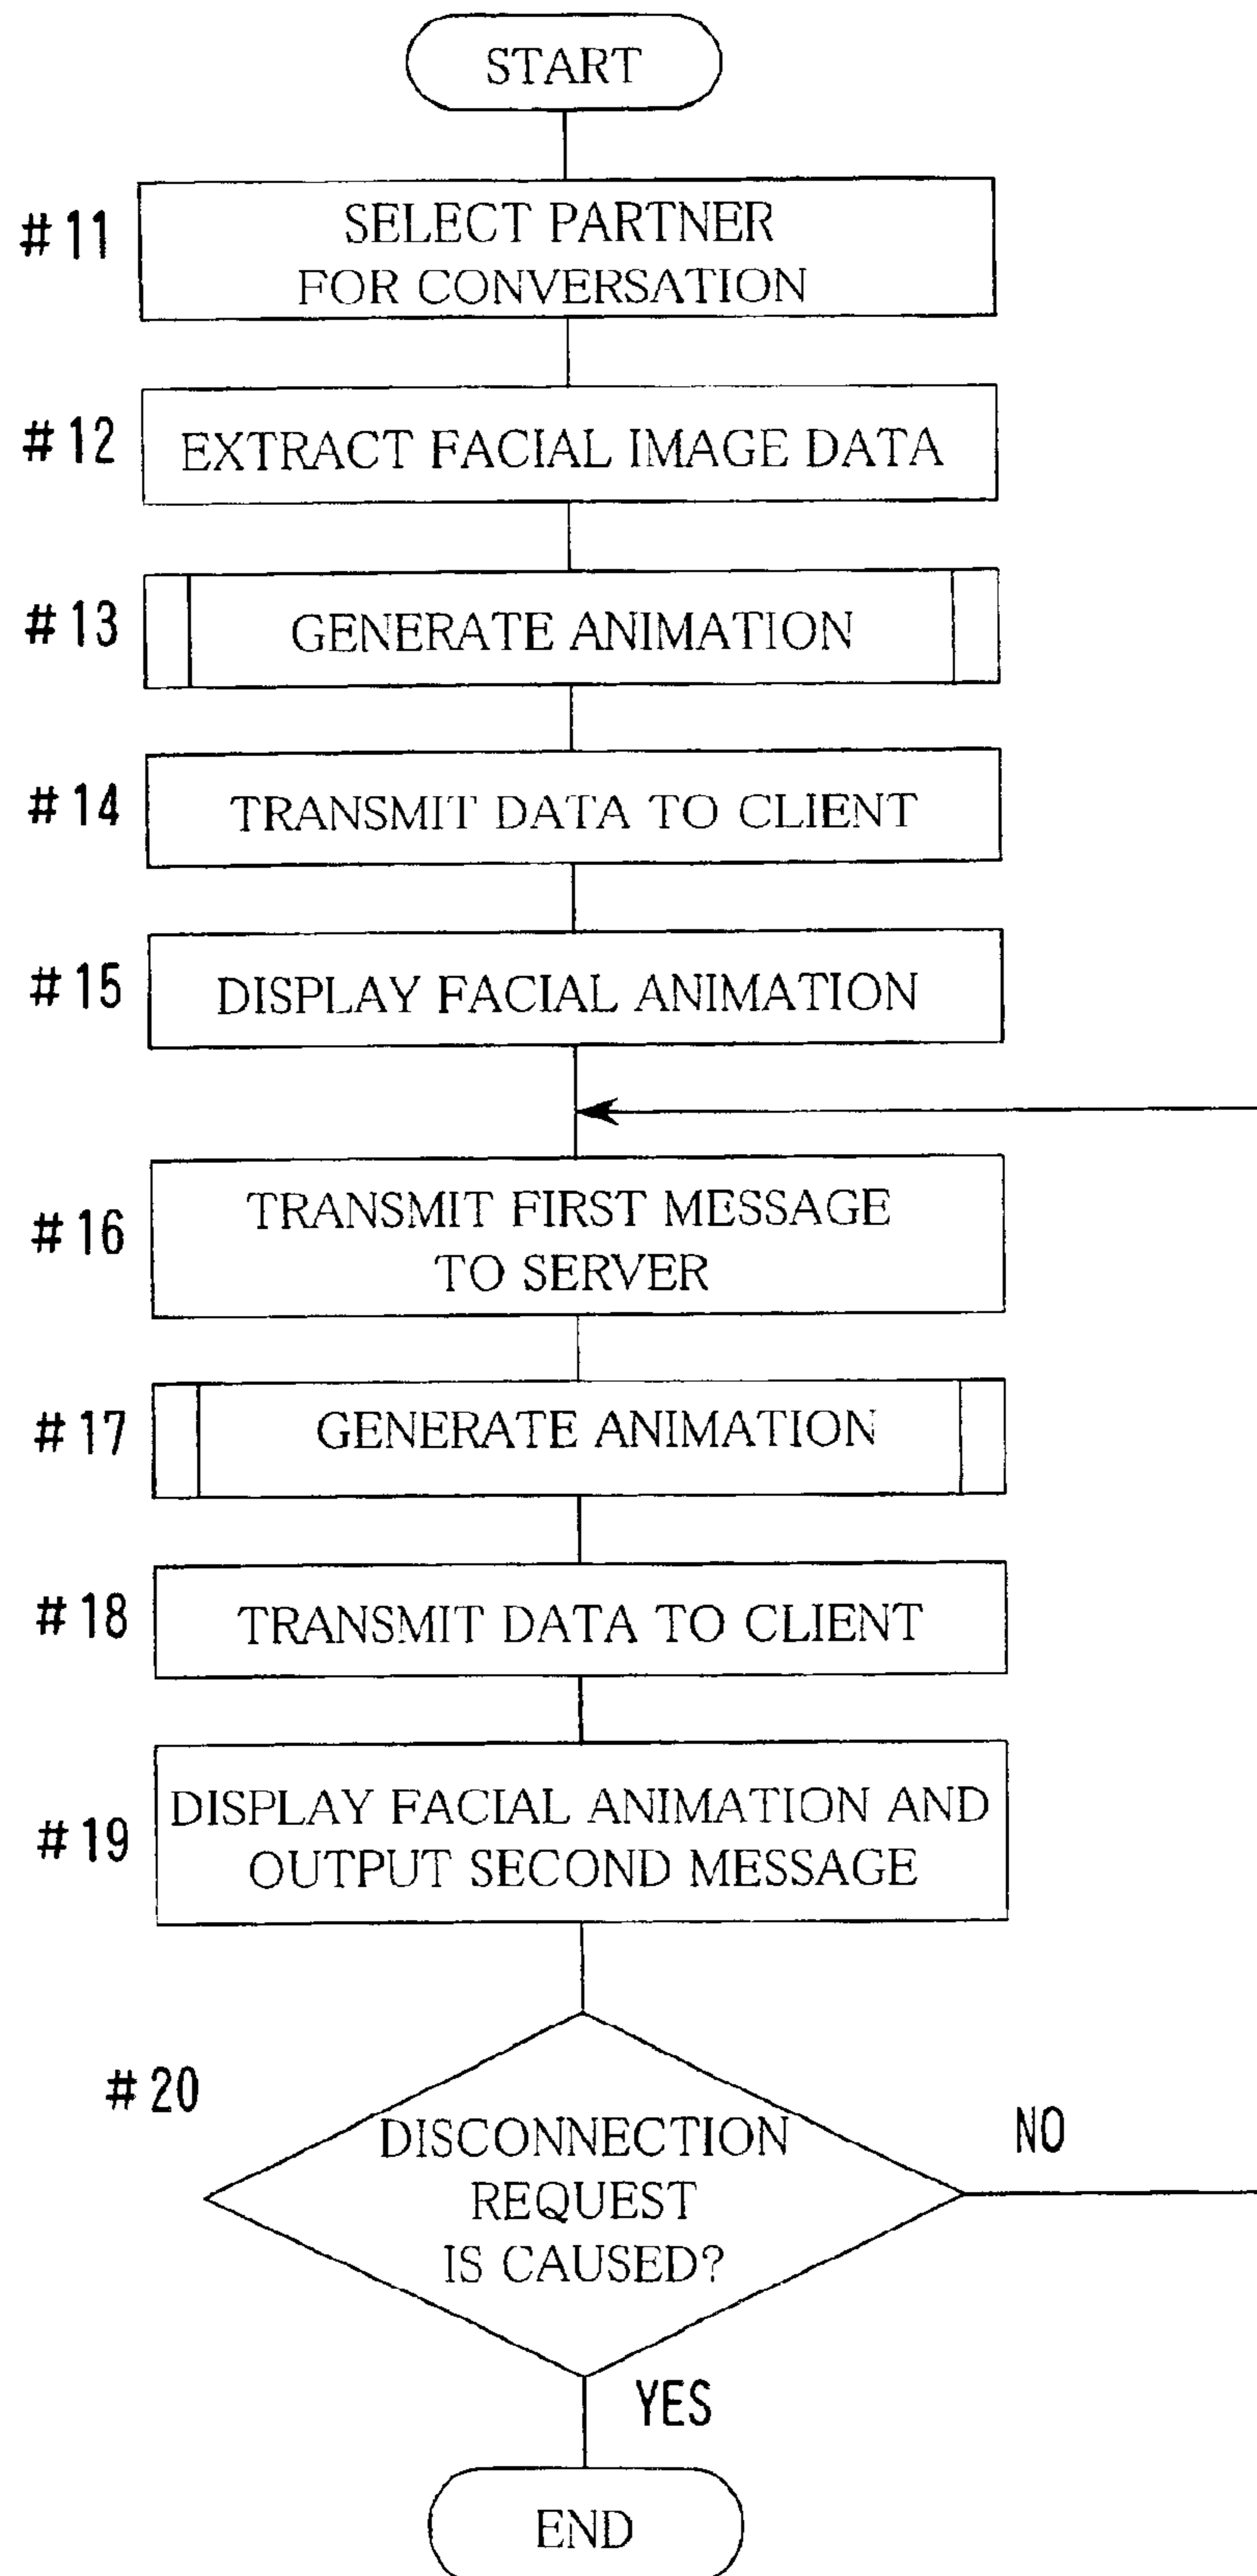 START
#11
SELECT PARTNER
FOR CONVERSATION
#12
EXTRACT FACIAL IMAGE DATA
#13
GENERATE ANIMATION
#14
TRANSMIT DATA TO CLIENT
#15
DISPLAY FACIAL ANIMATION
#16
TRANSMIT FIRST MESSAGE
TO SERVER
#17
GENERATE ANIMATION
#18
TRANSMIT DATA TO CLIENT
#19
DISPLAY FACIAL ANIMATION AND
OUTPUT SECOND MESSAGE
#20
DISCONNECTION
REQUEST
IS CAUSED?
NO
YES
END